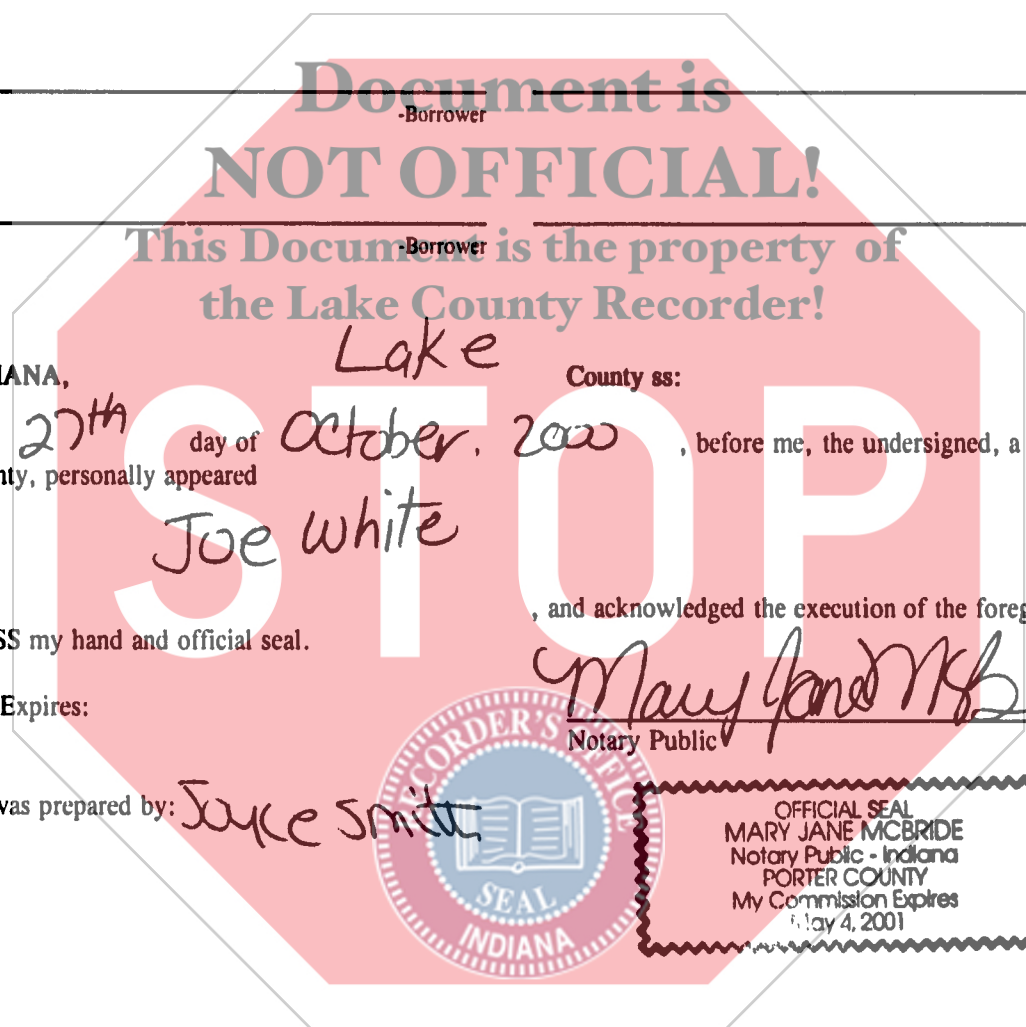 Document is
-Borrower
NOT OFFICIAL!
-Borrower
This Document is the property of
the Lake County Recorder!
IANA, Lake County ss:
27th day of October, 2000, before me, the undersigned, a
nty, personally appeared
Joe White
, and acknowledged the execution of the foreg
SS my hand and official seal.
STOP
Mary Jane McB
Expires:
Notary Public
was prepared by: Joyce Smith
RECORDER'S OFFICE
SEAL
INDIANA
OFFICIAL SEAL
MARY JANE MCBRIDE
Notary Public - Indiana
PORTER COUNTY
My Commission Expires
May 4, 2001